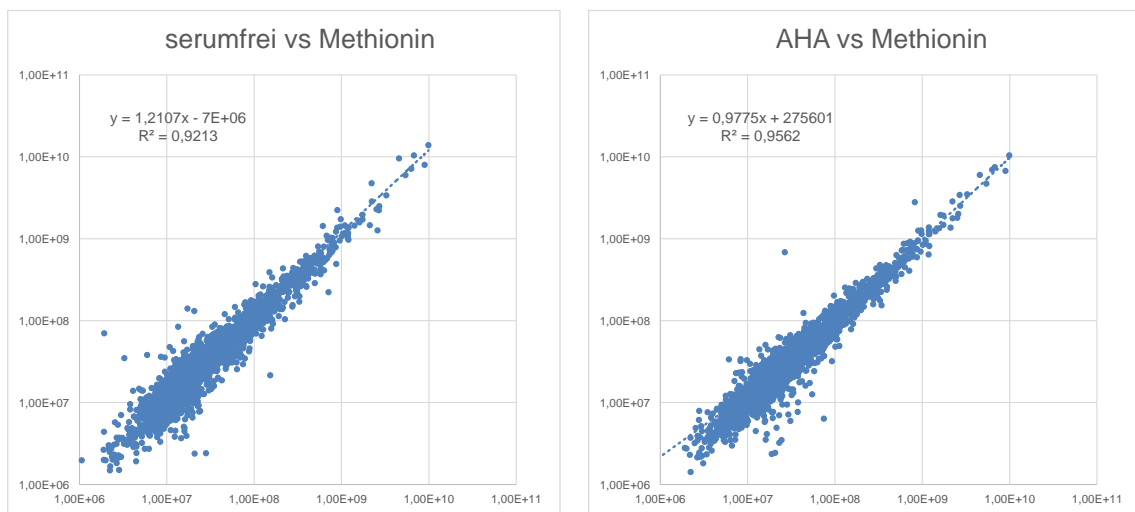 serumfrei vs Methionin
1,00E+11
y = 1,2107x - 7E+06
R² = 0,9213
1,00E+10
1,00E+09
1,00E+08
1,00E+07
1,00E+06
1,00E+06 1,00E+07 1,00E+08 1,00E+09 1,00E+10 1,00E+11
AHA vs Methionin
1,00E+11
y = 0,9775x + 275601
R² = 0,9562
1,00E+10
1,00E+09
1,00E+08
1,00E+07
1,00E+06
1,00E+06 1,00E+07 1,00E+08 1,00E+09 1,00E+10 1,00E+11